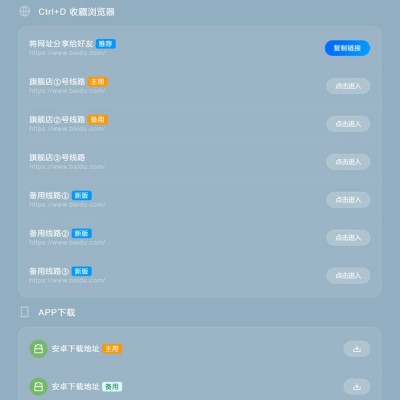 Ctrl+D 收藏浏览器
将网址分享给好友 推荐
https://www.baidu.com/
复制链接
旗舰店①号线路 主用
https://www.baidu.com/
点击进入
旗舰店②号线路 备用
https://www.baidu.com/
点击进入
旗舰店③号线路
https://www.baidu.com/
点击进入
备用线路① 新版
https://www.baidu.com/
点击进入
备用线路② 新版
https://www.baidu.com/
点击进入
备用线路③ 新版
https://www.baidu.com/
点击进入
APP下载
安卓下载地址 主用
安卓下载地址 备用